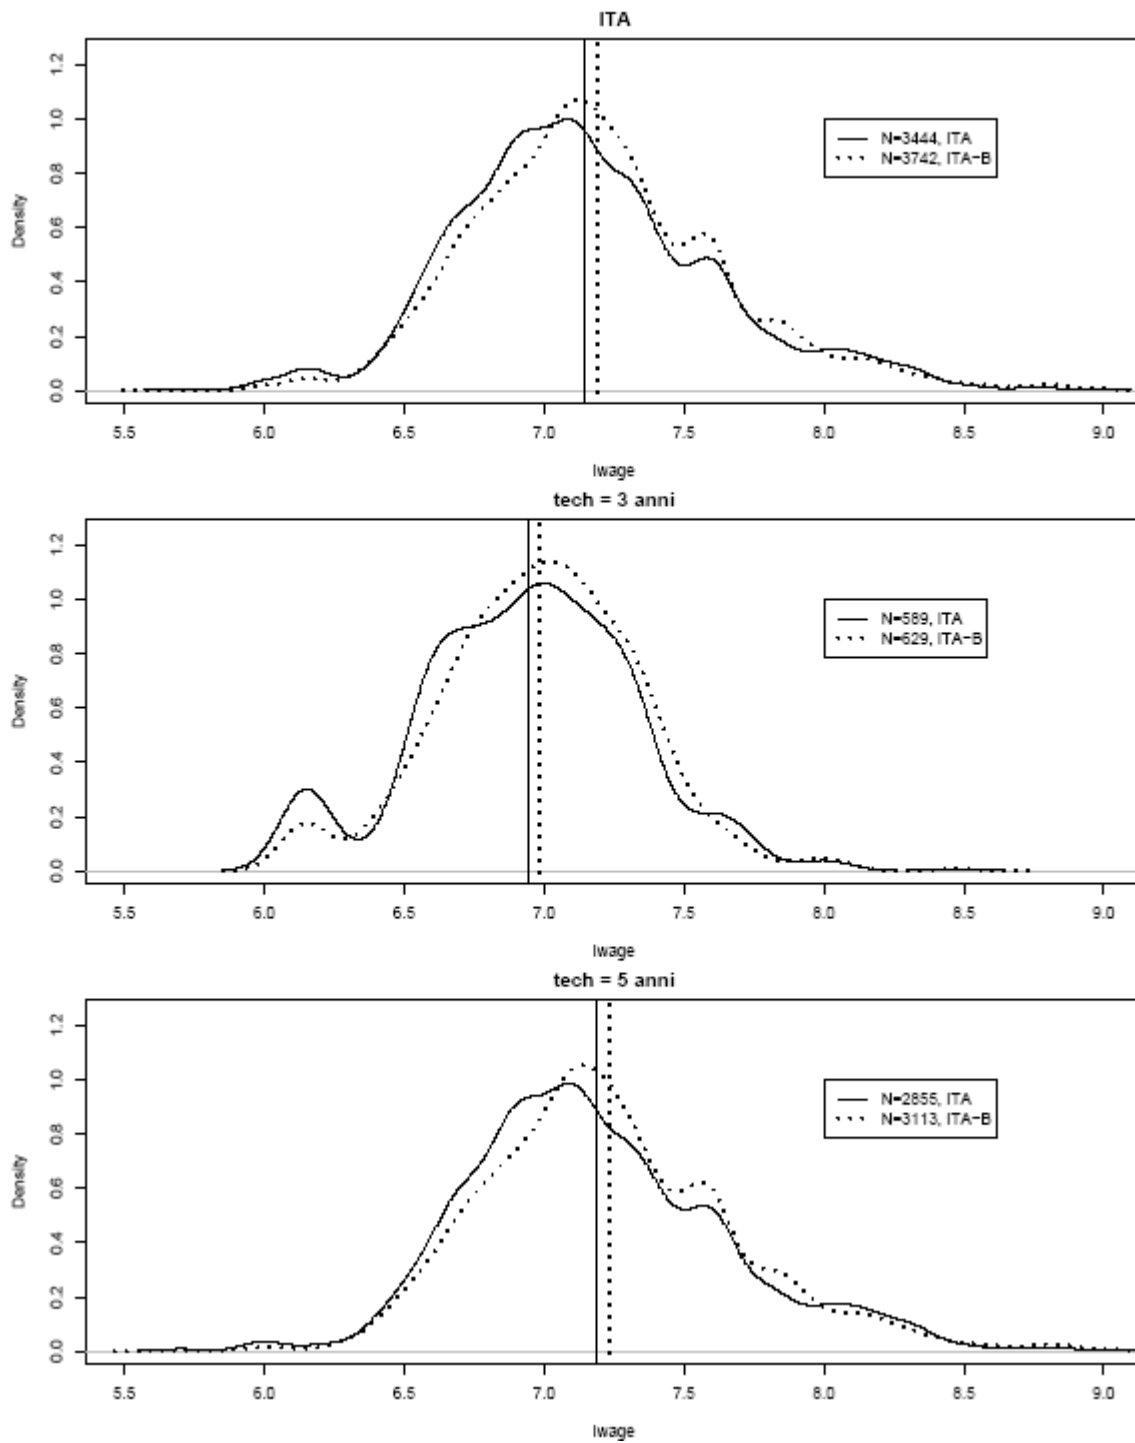 ITA
Density
0.0 0.2 0.4 0.6 0.8 1.0 1.2
N=3444, ITA
N=3742, ITA-B
5.5 6.0 6.5 7.0 7.5 8.0 8.5 9.0
lwage
tech = 3 anni
Density
0.0 0.2 0.4 0.6 0.8 1.0 1.2
N=589, ITA
N=629, ITA-B
5.5 6.0 6.5 7.0 7.5 8.0 8.5 9.0
lwage
tech = 5 anni
Density
0.0 0.2 0.4 0.6 0.8 1.0 1.2
N=2855, ITA
N=3113, ITA-B
5.5 6.0 6.5 7.0 7.5 8.0 8.5 9.0
lwage